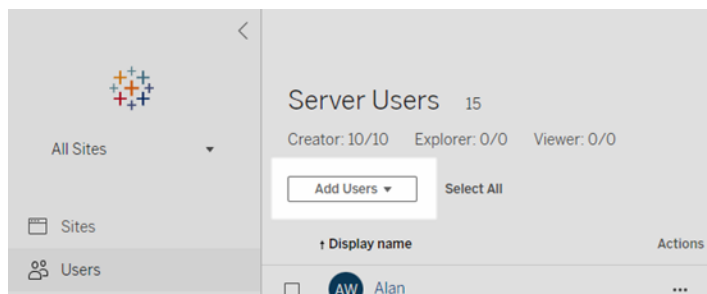 Server Users 15
Creator: 10/10 Explorer: 0/0 Viewer: 0/0
All Sites
Add Users Select All
Sites
↑ Display name Actions
Users
AW Alan ...